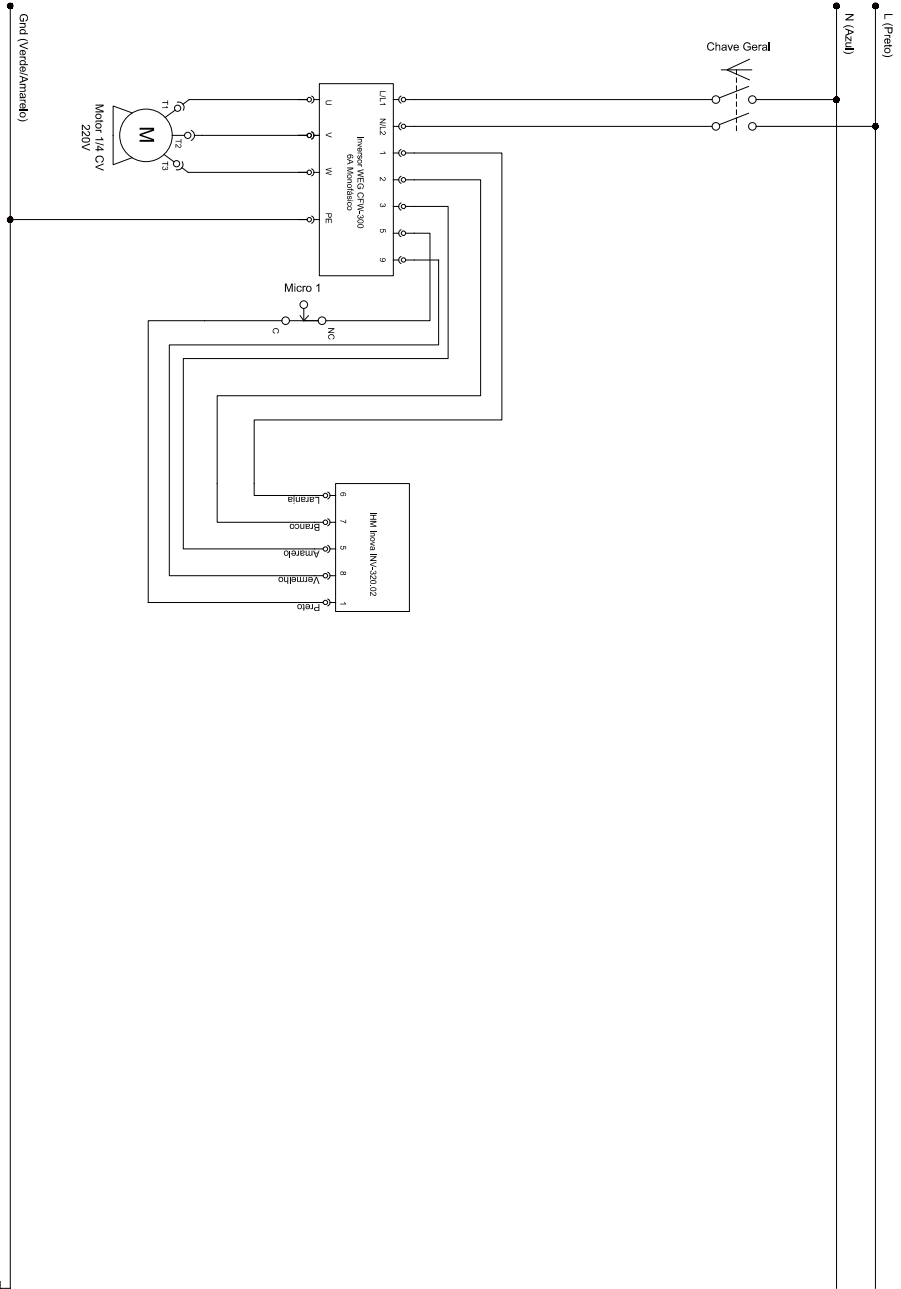 L (Preto)
N (Azul)
Chave Geral
Gnd (Verde/Amarelo)
L/L1
N/L2
1
2
3
5
9
Inversor WEG CFW-300
6A Monofásico
U
V
W
PE
T1
T2
T3
M
Motor 1/4 CV
220V
Micro 1
C
NC
IHM Inova INV-320.02
6
7
5
8
1
Laranja
Branco
Amarelo
Vermelho
Preto